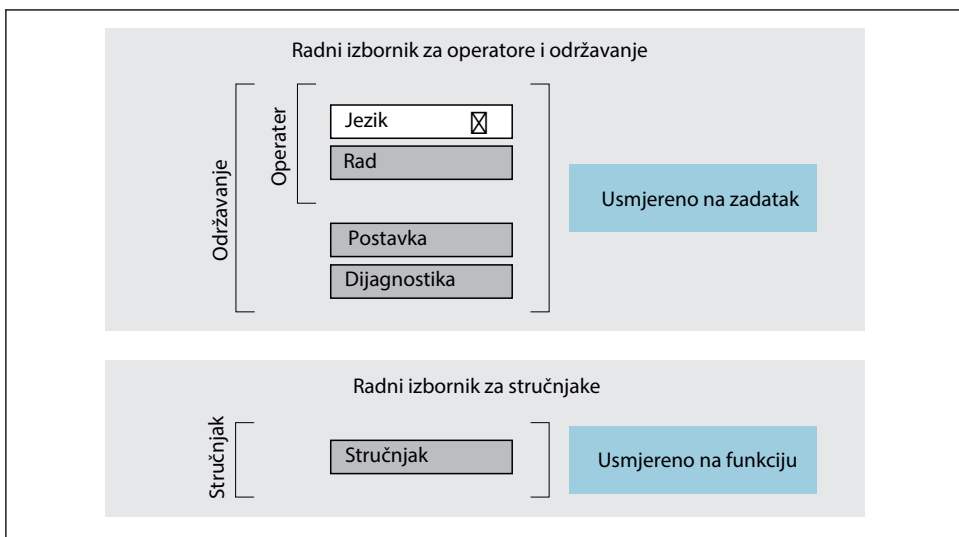 Radni izbornik za operatore i održavanje
Održavanje
Operater
Jezik
Rad
Postavka
Dijagnostika
Usmjereno na zadatak
Radni izbornik za stručnjake
Stručnjak
Stručnjak
Usmjereno na funkciju